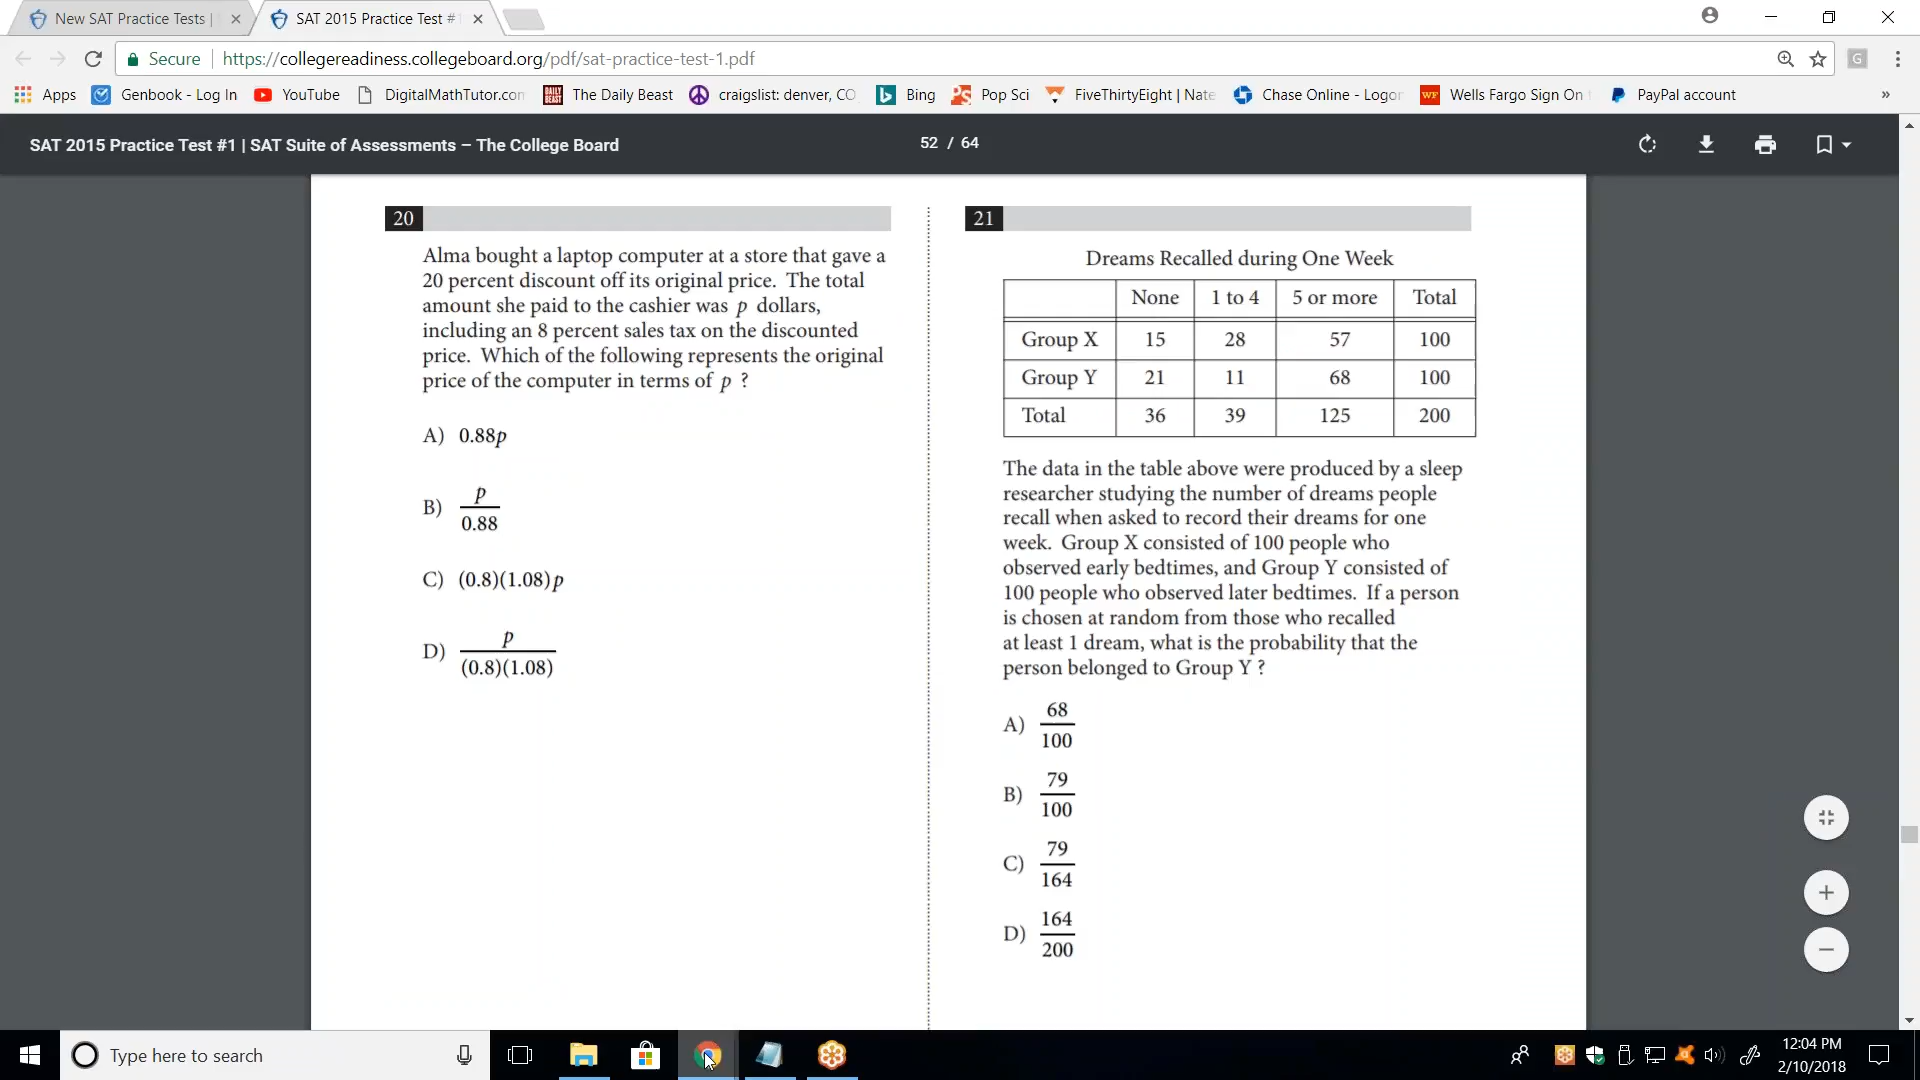 New SAT Practice Tests |
SAT 2015 Practice Test #
Secure
https://collegereadiness.collegeboard.org/pdf/sat-practice-test-1.pdf
G
Apps
Genbook - Log In
YouTube
DigitalMathTutor.com
DAILY BEAST
The Daily Beast
craigslist: denver, CO
Bing
PS
Pop Sci
FiveThirtyEight | Nate
Chase Online - Logon
WF
Wells Fargo Sign On
PayPal account
»
SAT 2015 Practice Test #1 | SAT Suite of Assessments – The College Board
52 / 64
20
Alma bought a laptop computer at a store that gave a
20 percent discount off its original price. The total
amount she paid to the cashier was p dollars,
including an 8 percent sales tax on the discounted
price. Which of the following represents the original
price of the computer in terms of p ?
A) 0.88p
B) p
0.88
C) (0.8)(1.08)p
D) p
(0.8)(1.08)
21
Dreams Recalled during One Week
None 1 to 4 5 or more Total
Group X 15 28 57 100
Group Y 21 11 68 100
Total 36 39 125 200
The data in the table above were produced by a sleep
researcher studying the number of dreams people
recall when asked to record their dreams for one
week. Group X consisted of 100 people who
observed early bedtimes, and Group Y consisted of
100 people who observed later bedtimes. If a person
is chosen at random from those who recalled
at least 1 dream, what is the probability that the
person belonged to Group Y ?
A) 68
100
B) 79
100
C) 79
164
D) 164
200
Type here to search
12:04 PM
2/10/2018